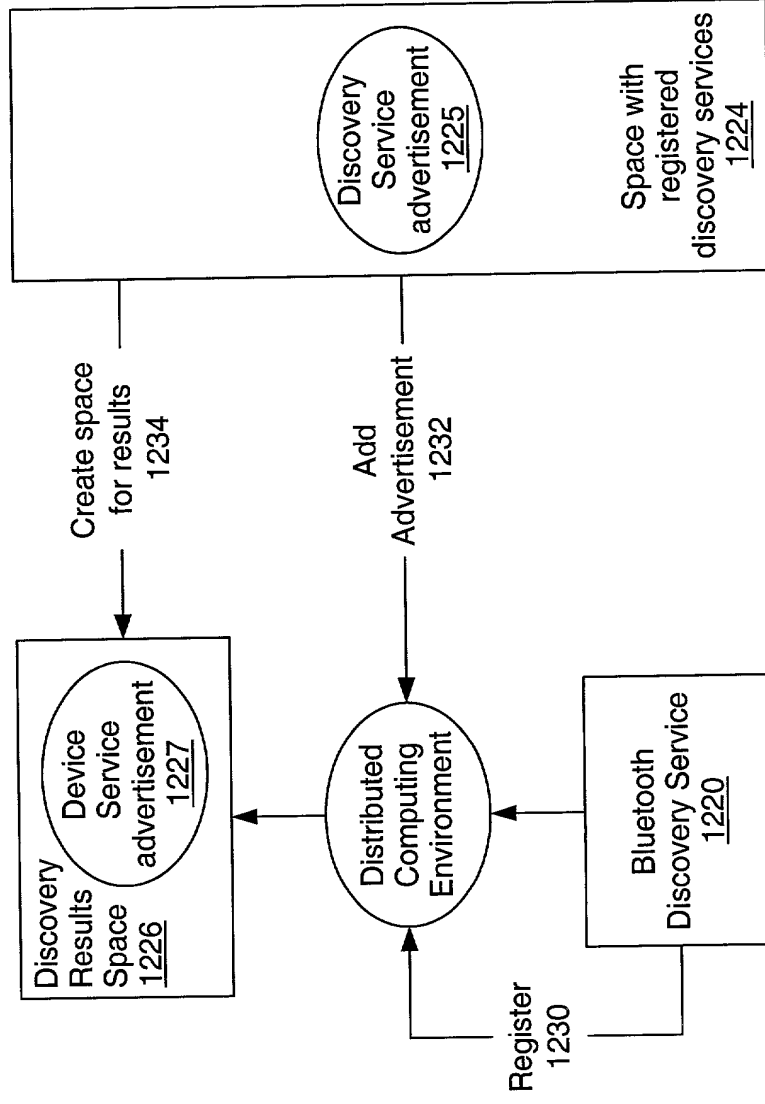 Discovery
Results
Space
1226
Device
Service
advertisement
1227
Create space
for results
1234
Discovery
Service
advertisement
1225
Distributed
Computing
Environment
Add
Advertisement
1232
Register
1230
Bluetooth
Discovery Service
1220
Space with
registered
discovery services
1224